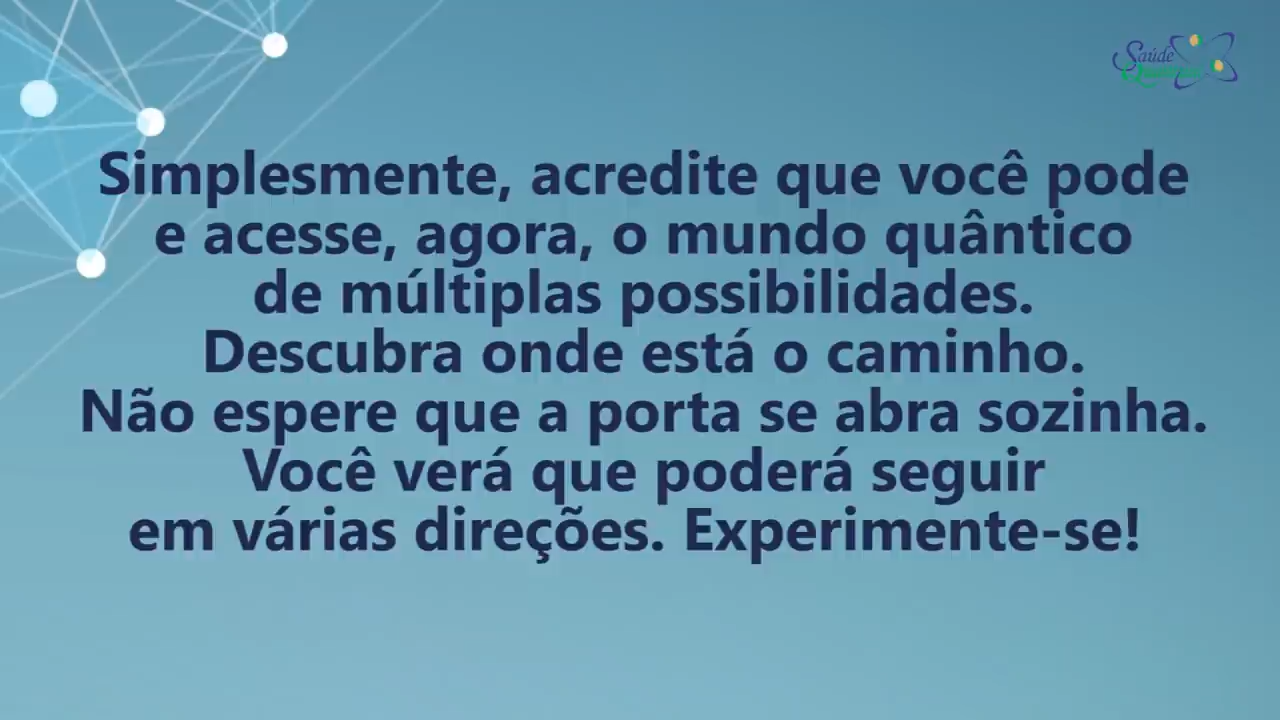 Saúde
Quântica
Simplesmente, acredite que você pode
e acesse, agora, o mundo quântico
de múltiplas possibilidades.
Descubra onde está o caminho.
Não espere que a porta se abra sozinha.
Você verá que poderá seguir
em várias direções. Experimente-se!